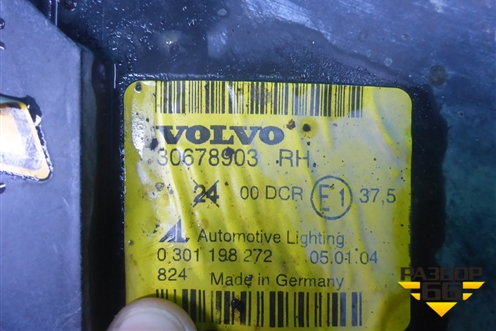 VOLVO
30678903 RH
24 00 DCR E1 37,5
AL Automotive Lighting
0 301 198 272 05.01.04
824 Made in Germany
РАЗБОР
66